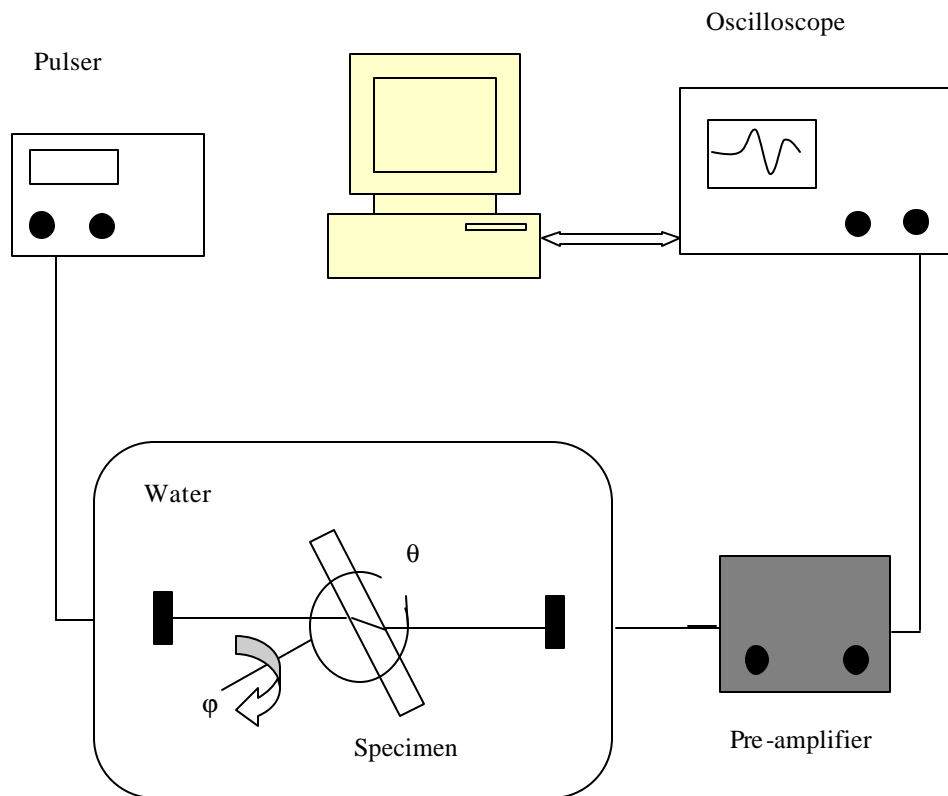 Oscilloscope
Pulser
Water
θ
φ
Specimen
Pre-amplifier